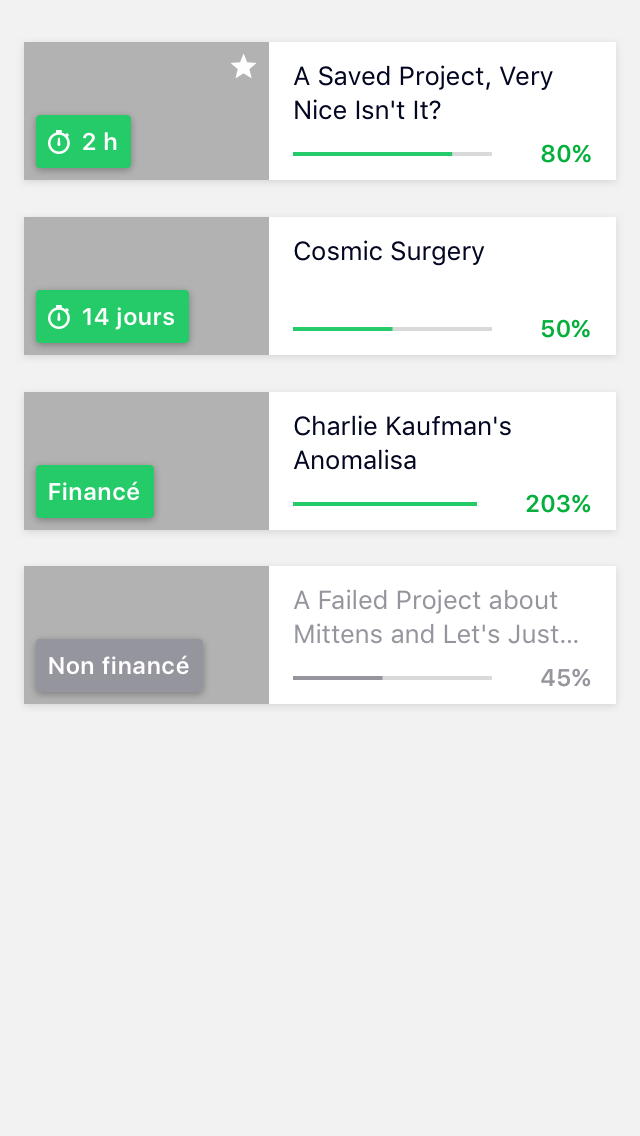 2 h
A Saved Project, Very
Nice Isn't It?
80%
14 jours
Cosmic Surgery
50%
Financé
Charlie Kaufman's
Anomalisa
203%
Non financé
A Failed Project about
Mittens and Let's Just...
45%